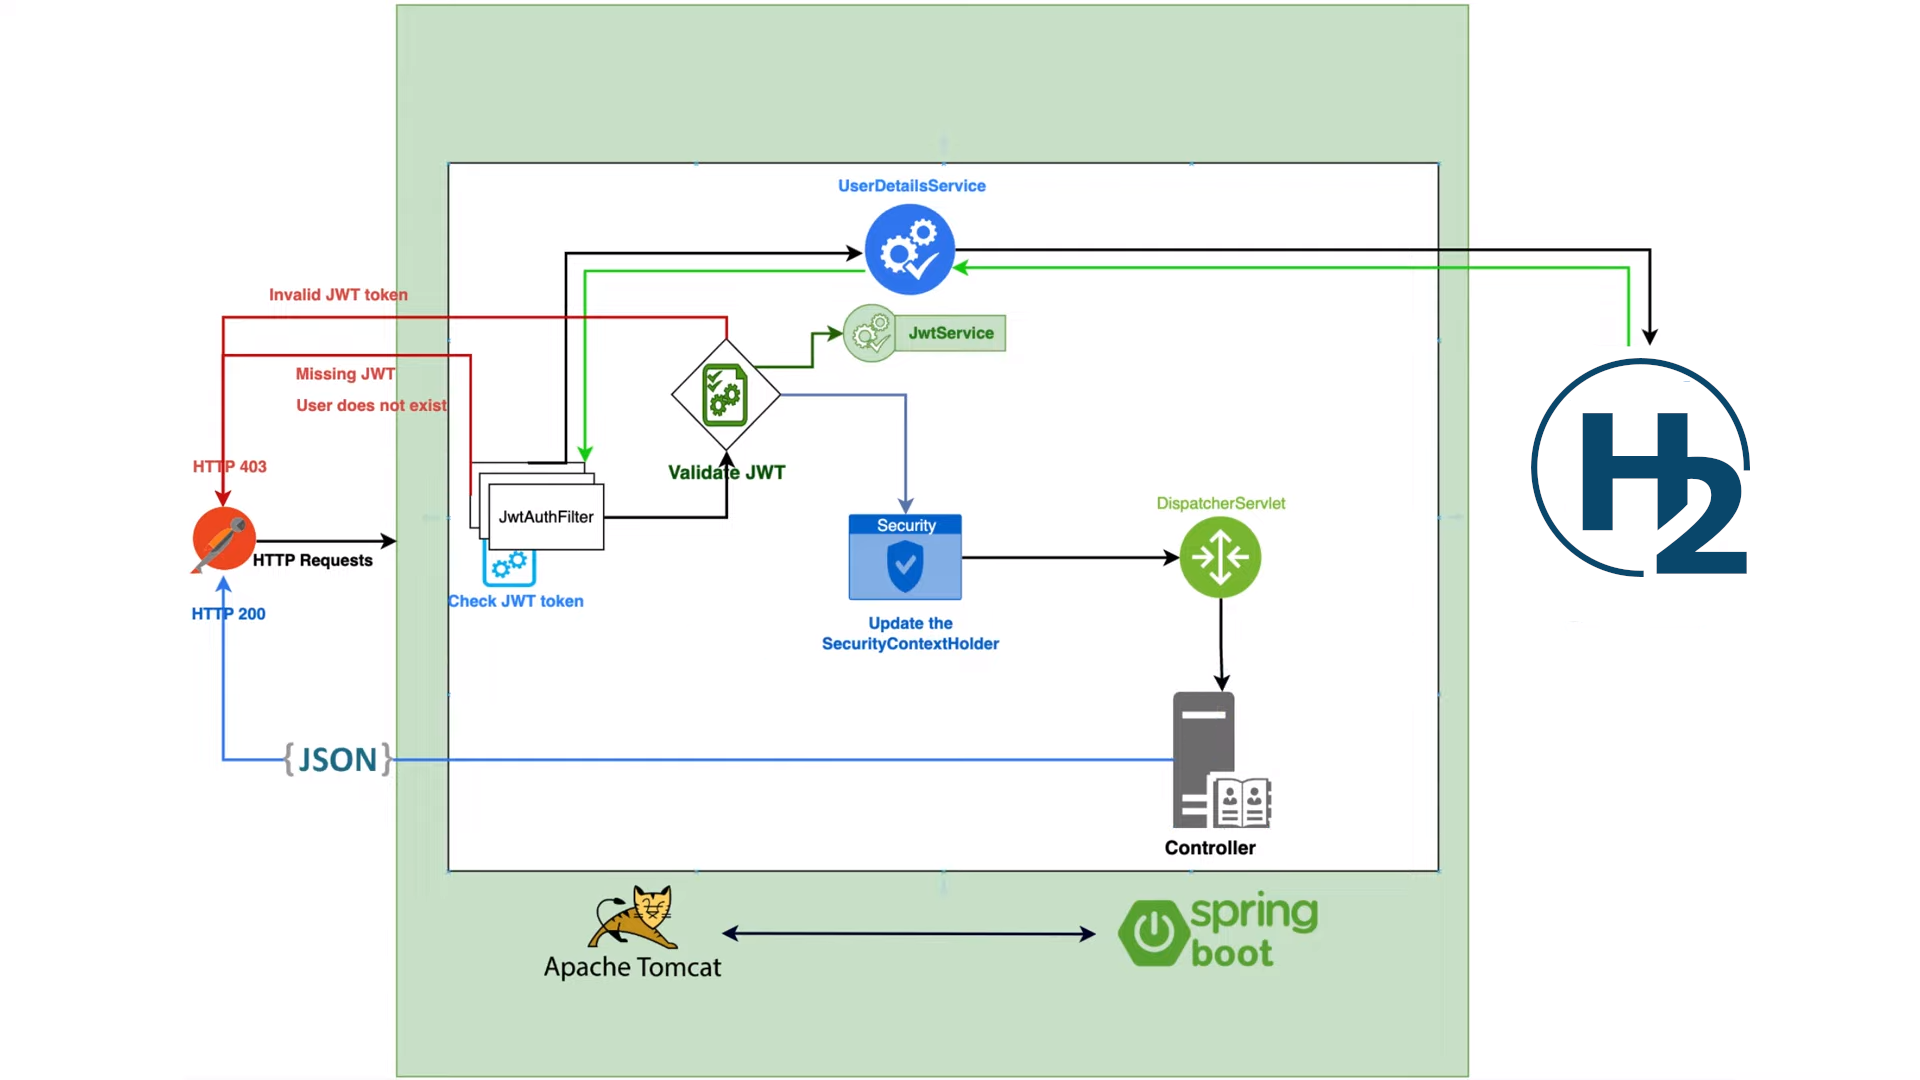 UserDetailsService
Invalid JWT token
JwtService
Missing JWT
User does not exist
HTTP 403
Validate JWT
JwtAuthFilter
DispatcherServlet
Security
HTTP Requests
Check JWT token
HTTP 200
Update the
SecurityContextHolder
H2
{JSON}
Controller
Apache Tomcat
spring
boot